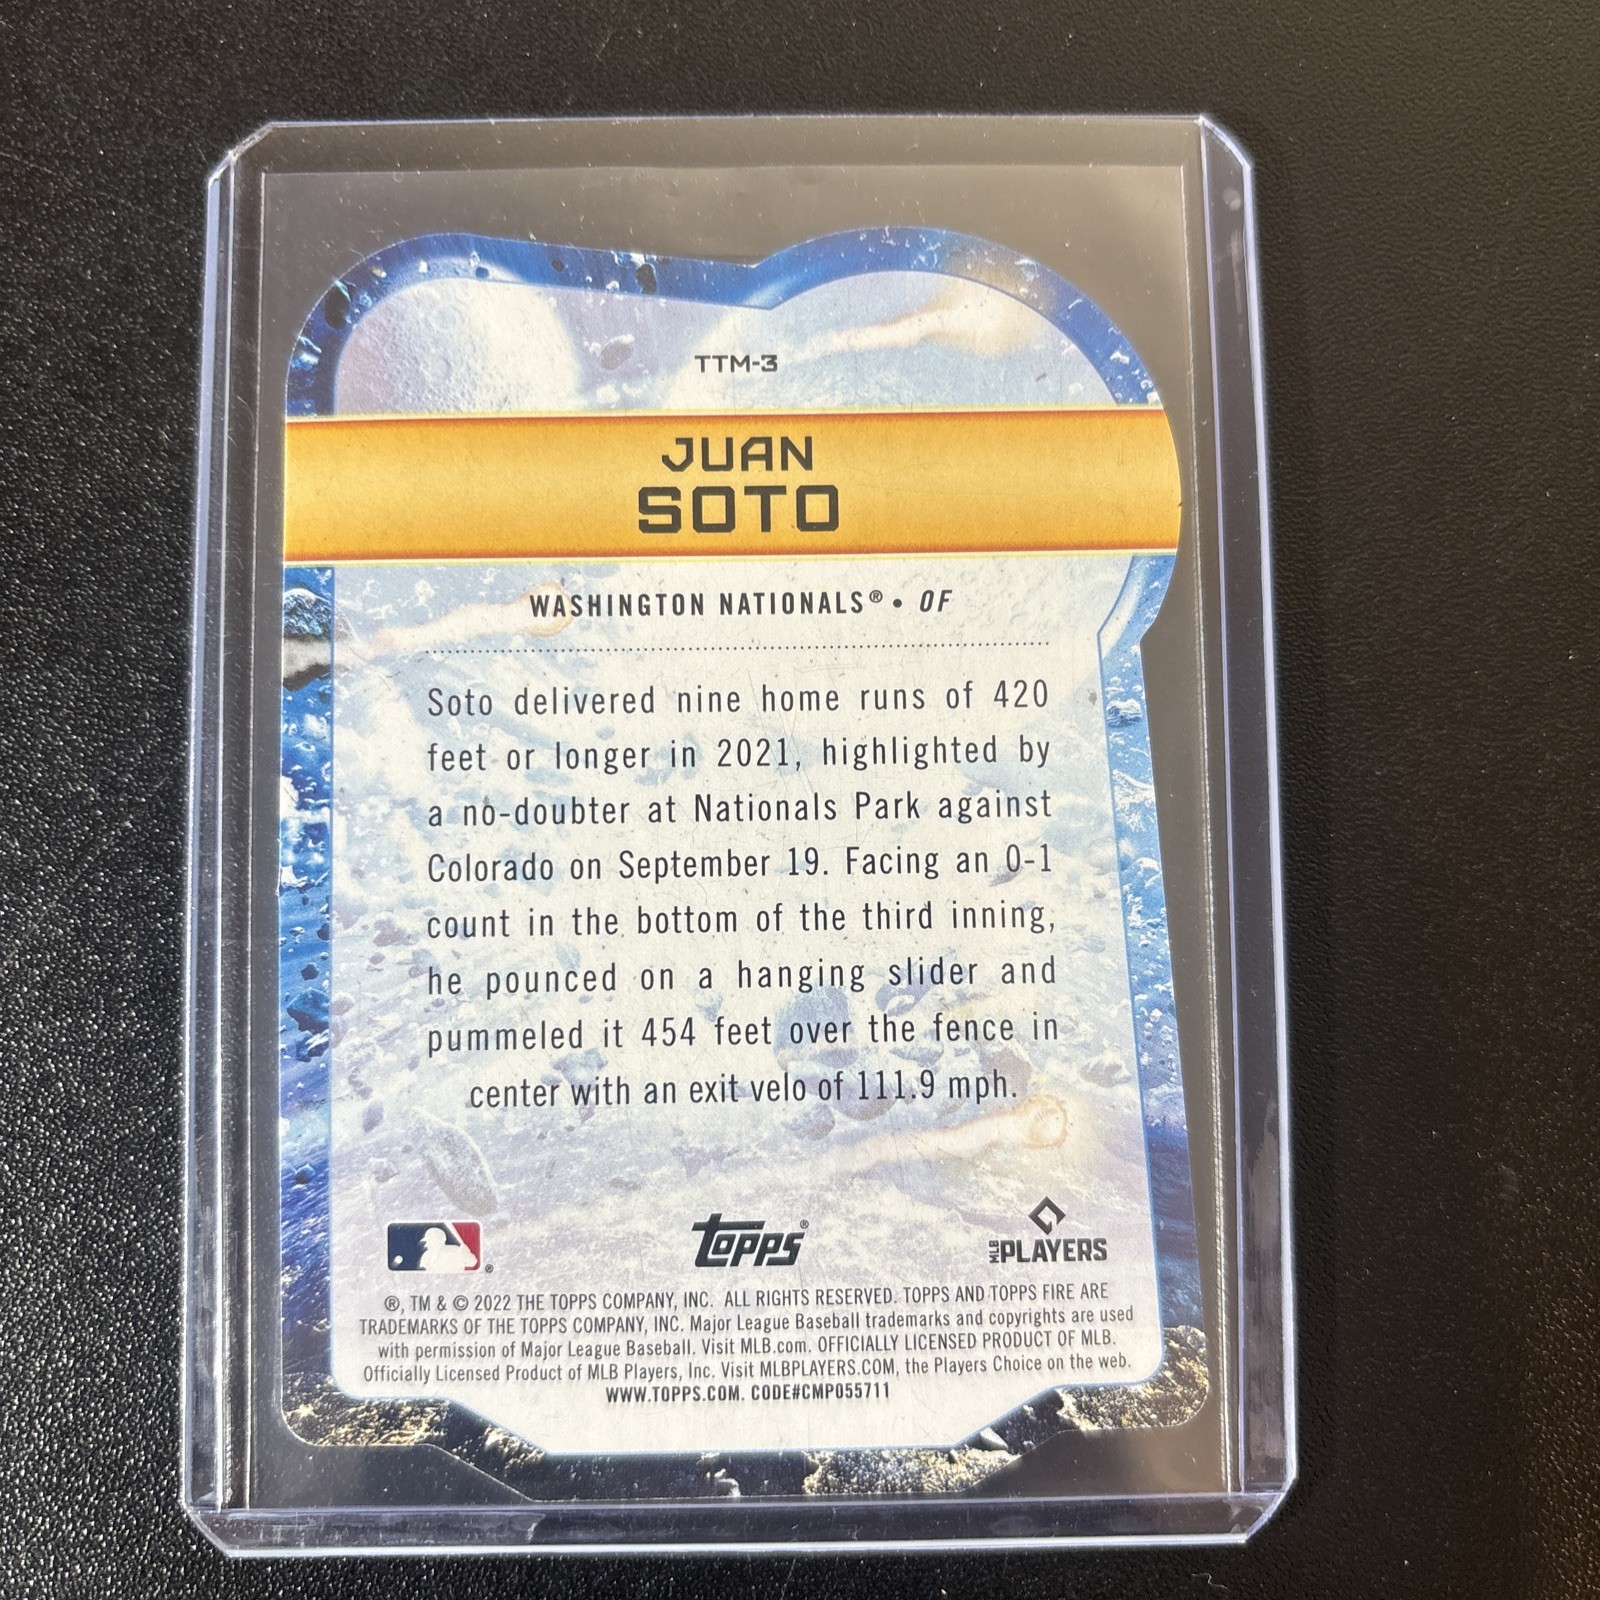 TTM-3
JUAN
SOTO
WASHINGTON NATIONALS® • OF
Soto delivered nine home runs of 420
feet or longer in 2021, highlighted by
a no-doubter at Nationals Park against
Colorado on September 19. Facing an 0-1
count in the bottom of the third inning,
he pounced on a hanging slider and
pummeled it 454 feet over the fence in
center with an exit velo of 111.9 mph.
® topps® MLB PLAYERS
®, TM & © 2022 THE TOPPS COMPANY, INC. ALL RIGHTS RESERVED. TOPPS AND TOPPS FIRE ARE
TRADEMARKS OF THE TOPPS COMPANY, INC. Major League Baseball trademarks and copyrights are used
with permission of Major League Baseball. Visit MLB.com. OFFICIALLY LICENSED PRODUCT OF MLB.
Officially Licensed Product of MLB Players, Inc. Visit MLBPLAYERS.COM, the Players Choice on the web.
WWW.TOPPS.COM. CODE#CMP055711